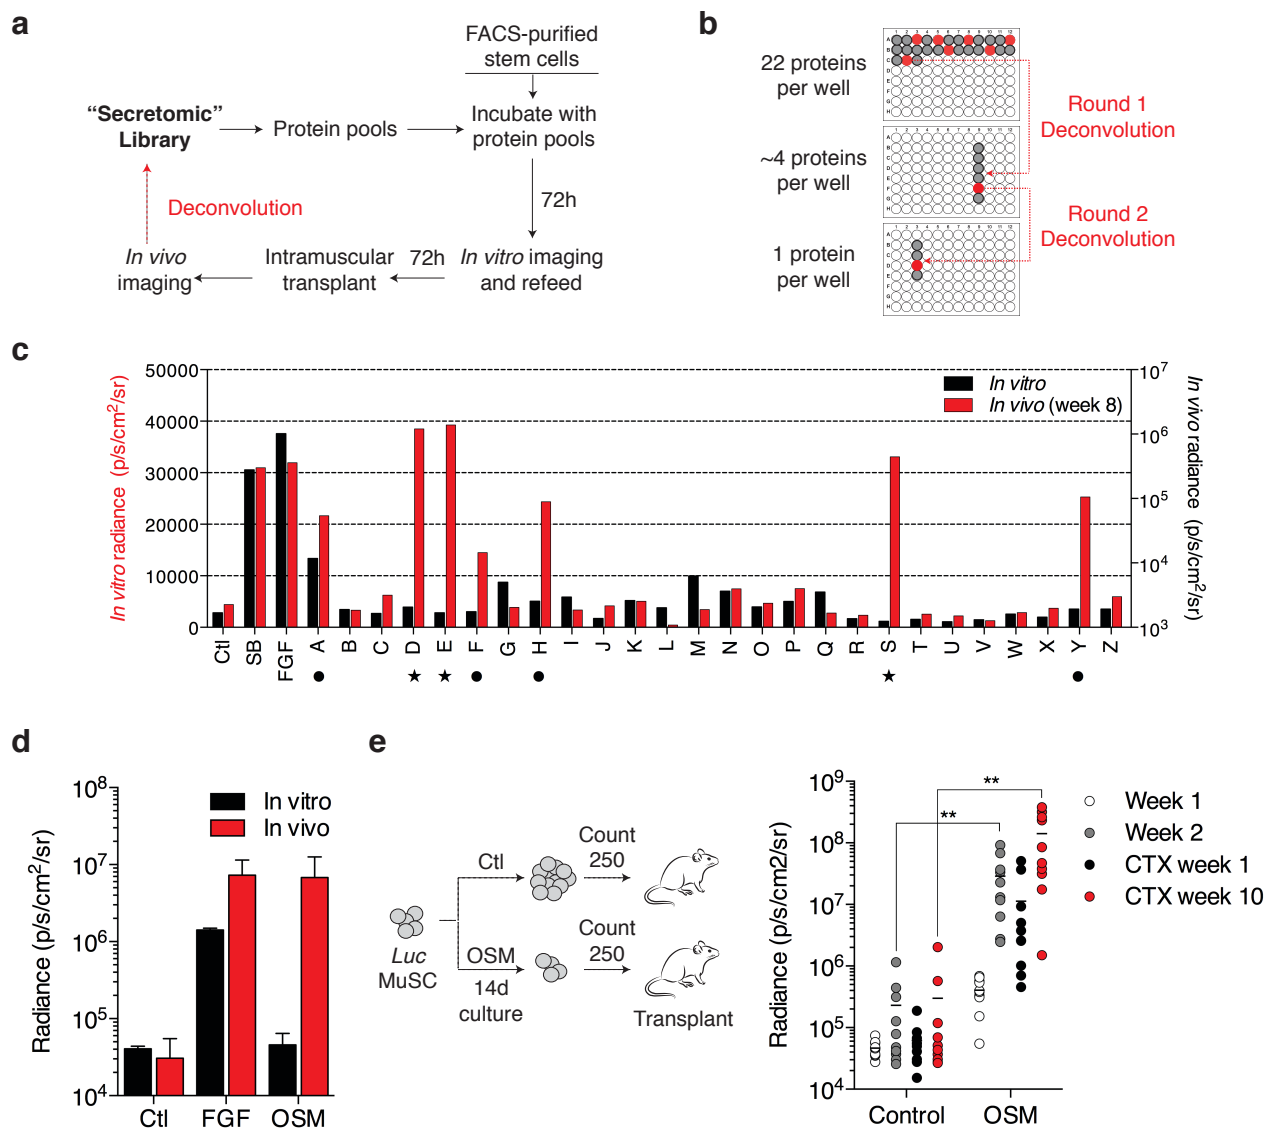 a
FACS-purified
stem cells
“Secretomic”
Library
Protein pools
Incubate with
protein pools
72h
Deconvolution
In vivo
imaging
Intramuscular
transplant
72h
In vitro imaging
and refeed
b
22 proteins
per well
~4 proteins
per well
1 protein
per well
Round 1
Deconvolution
Round 2
Deconvolution
c
In vitro radiance (p/s/cm2/sr)
50000
40000
30000
20000
10000
0
In vitro
In vivo (week 8)
10⁷
10⁶
10⁵
10⁴
10³
In vivo radiance (p/s/cm²/sr)
Ctl SB FGF A B C D E F G H I J K L M N O P Q R S T U V W X Y Z
● ★ ★ ● ● ★ ●
d
Radiance (p/s/cm²/sr)
10⁸
10⁷
10⁶
10⁵
10⁴
In vitro
In vivo
Ctl FGF OSM
e
Luc
MuSC
Ctl
OSM
14d
culture
Count
250
Count
250
Transplant
Radiance (p/s/cm2/sr)
10⁹
10⁸
10⁷
10⁶
10⁵
10⁴
**
**
Control OSM
Week 1
Week 2
CTX week 1
CTX week 10